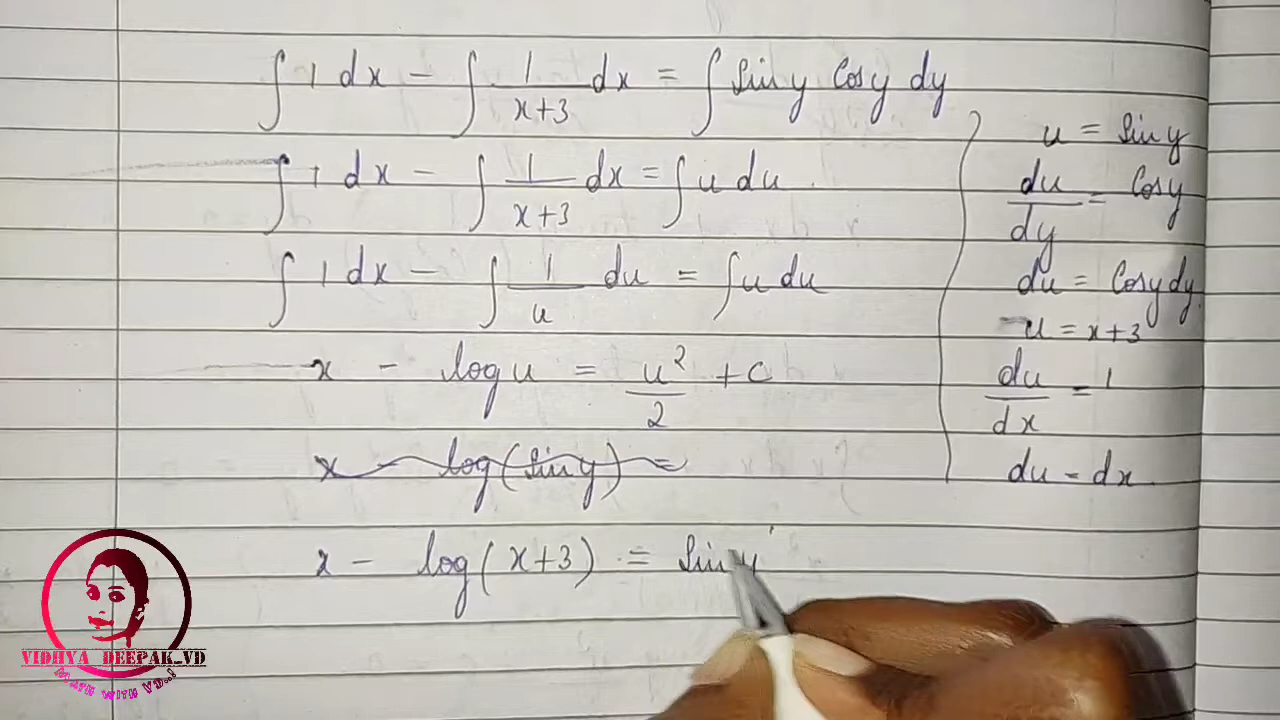 ∫ 1 dx − ∫ 1/(x+3) dx = ∫ sin y cos y dy
∫ 1 dx − ∫ 1/(x+3) dx = ∫ u du
∫ 1 dx − ∫ 1/u du = ∫ u du
x − log u = u²/2 + c
x − log(sin y) =
x − log(x+3) = sin y
u = sin y
du/dy = cos y
du = cos y dy
u = x+3
du/dx = 1
du = dx
VIDHYA_DEEPAK_VD